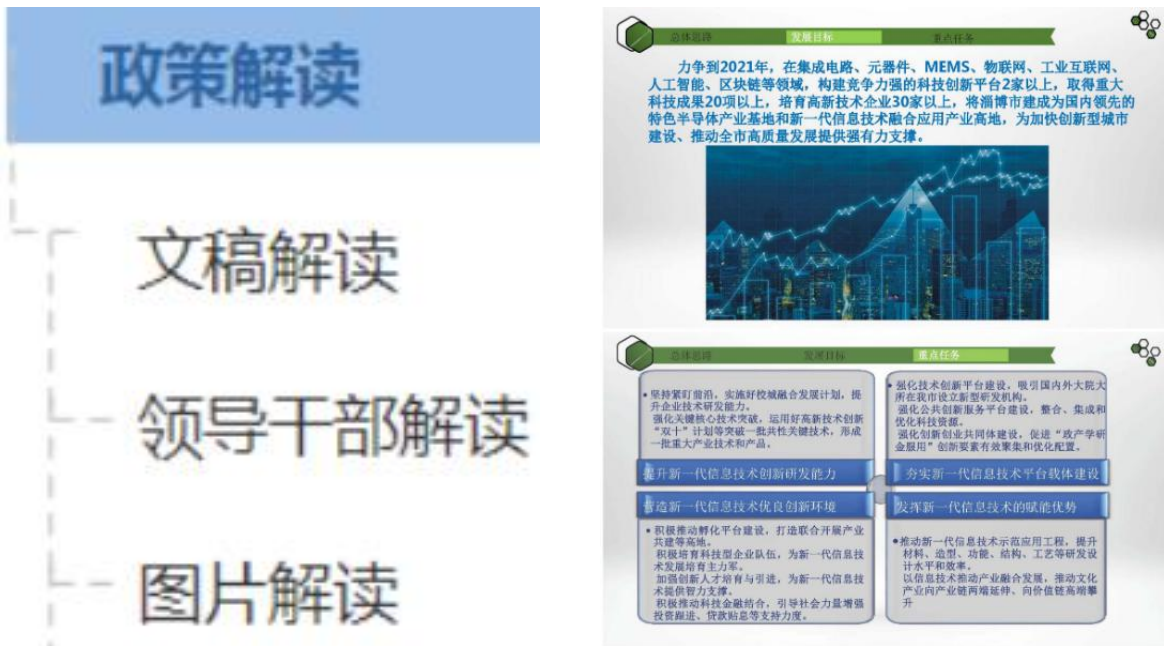 政策解读
文稿解读
领导干部解读
图片解读
总体思路 发展目标 重点任务
力争到2021年，在集成电路、元器件、MEMS、物联网、工业互联网、
人工智能、区块链等领域，构建竞争力强的科技创新平台2家以上，取得重大
科技成果20项以上，培育高新技术企业30家以上，将淄博市建成为国内领先的
特色半导体产业基地和新一代信息技术融合应用产业高地，为加快创新型城市
建设、推动全市高质量发展提供强有力支撑。
总体思路 发展目标 重点任务
•坚持紧盯前沿，实施好校城融合发展计划，提
升企业技术研发能力。
强化关键核心技术突破，运用好高新技术创新
“双十”计划等突破一批共性关键技术，形成
一批重大产业技术和产品。
提升新一代信息技术创新研发能力
•强化技术创新平台建设，吸引国内外大院大
所在我市设立新型研发机构。
强化公共创新服务平台建设，整合、集成和
优化科技资源。
强化创新创业共同体建设，促进“政产学研
金服用”创新要素有效聚集和优化配置。
夯实新一代信息技术平台载体建设
营造新一代信息技术优良创新环境
•积极推动孵化平台建设，打造联合开展产业
共建等高地。
积极培育科技型企业队伍，为新一代信息技
术发展培育主力军。
加强创新人才培育与引进，为新一代信息技
术提供智力支撑。
积极推动科技金融结合，引导社会力量增强
投资跟进、贷款贴息等支持力度。
发挥新一代信息技术的赋能优势
•推动新一代信息技术示范应用工程，提升
材料、造型、功能、结构、工艺等研发设
计水平和效率。
以信息技术推动产业融合发展，推动文化
产业向产业链两端延伸、向价值链高端攀
升